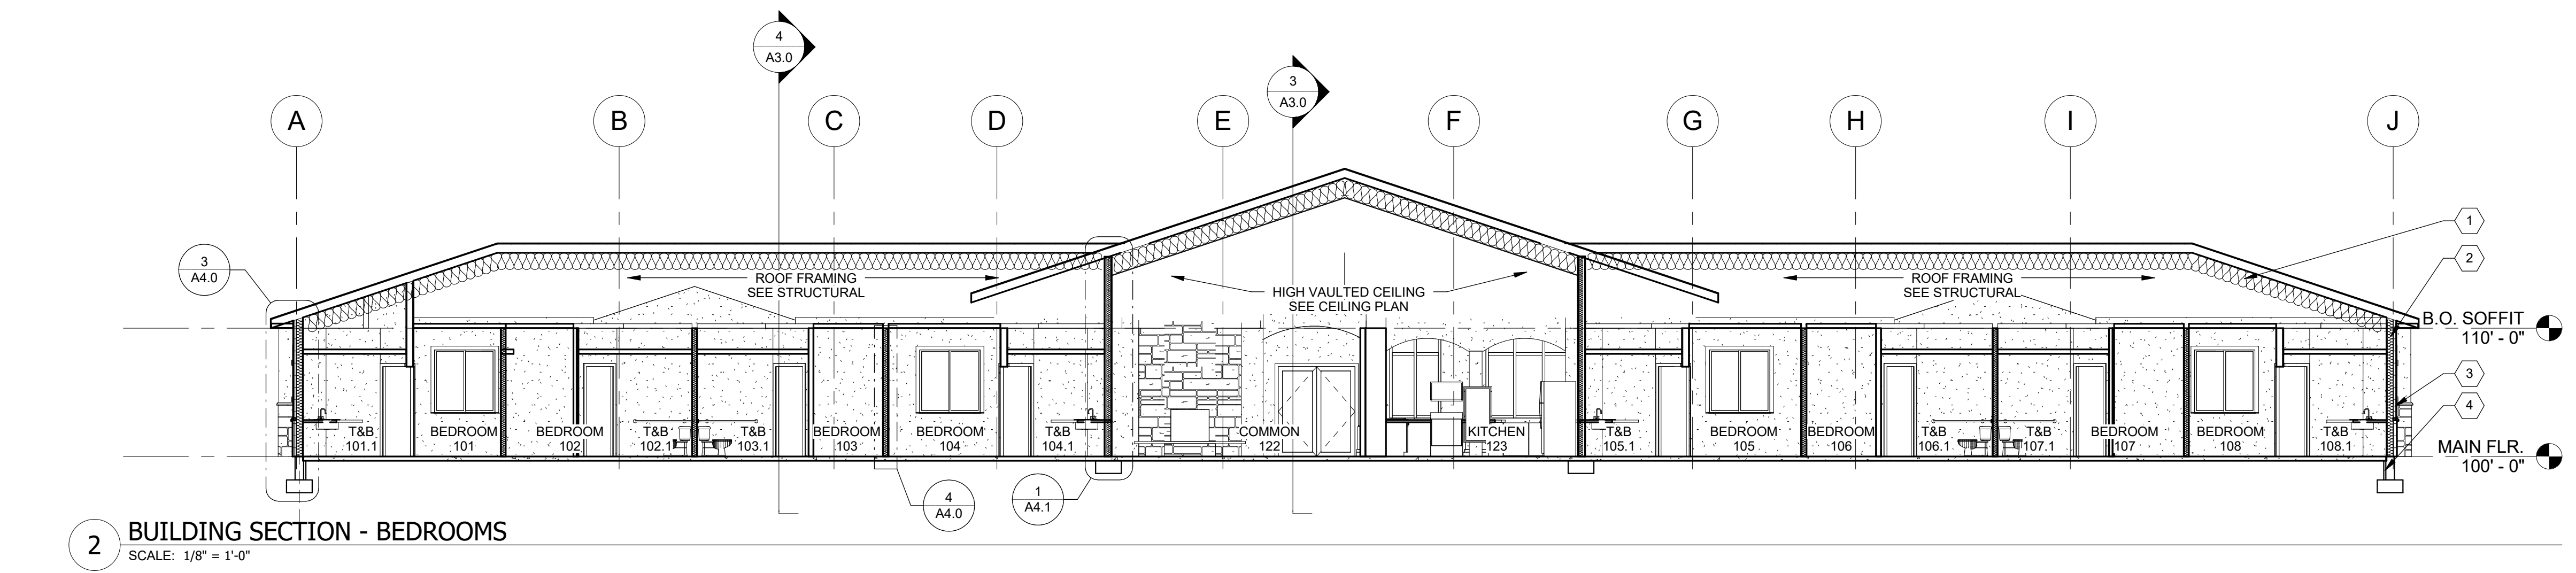 4
A3.0
3
A3.0
A
B
C
D
E
F
G
H
I
J
1
2
3
A4.0
ROOF FRAMING
SEE STRUCTURAL
HIGH VAULTED CEILING
SEE CEILING PLAN
ROOF FRAMING
SEE STRUCTURAL
B.O. SOFFIT
110' - 0"
3
4
T&B
101.1
BEDROOM
101
BEDROOM
102
T&B
102.1
T&B
103.1
BEDROOM
103
BEDROOM
104
T&B
104.1
COMMON
122
KITCHEN
123
T&B
105.1
BEDROOM
105
BEDROOM
106
T&B
106.1
T&B
107.1
BEDROOM
107
BEDROOM
108
T&B
108.1
MAIN FLR.
100' - 0"
4
A4.0
1
A4.1
2
BUILDING SECTION - BEDROOMS
SCALE: 1/8" = 1'-0"